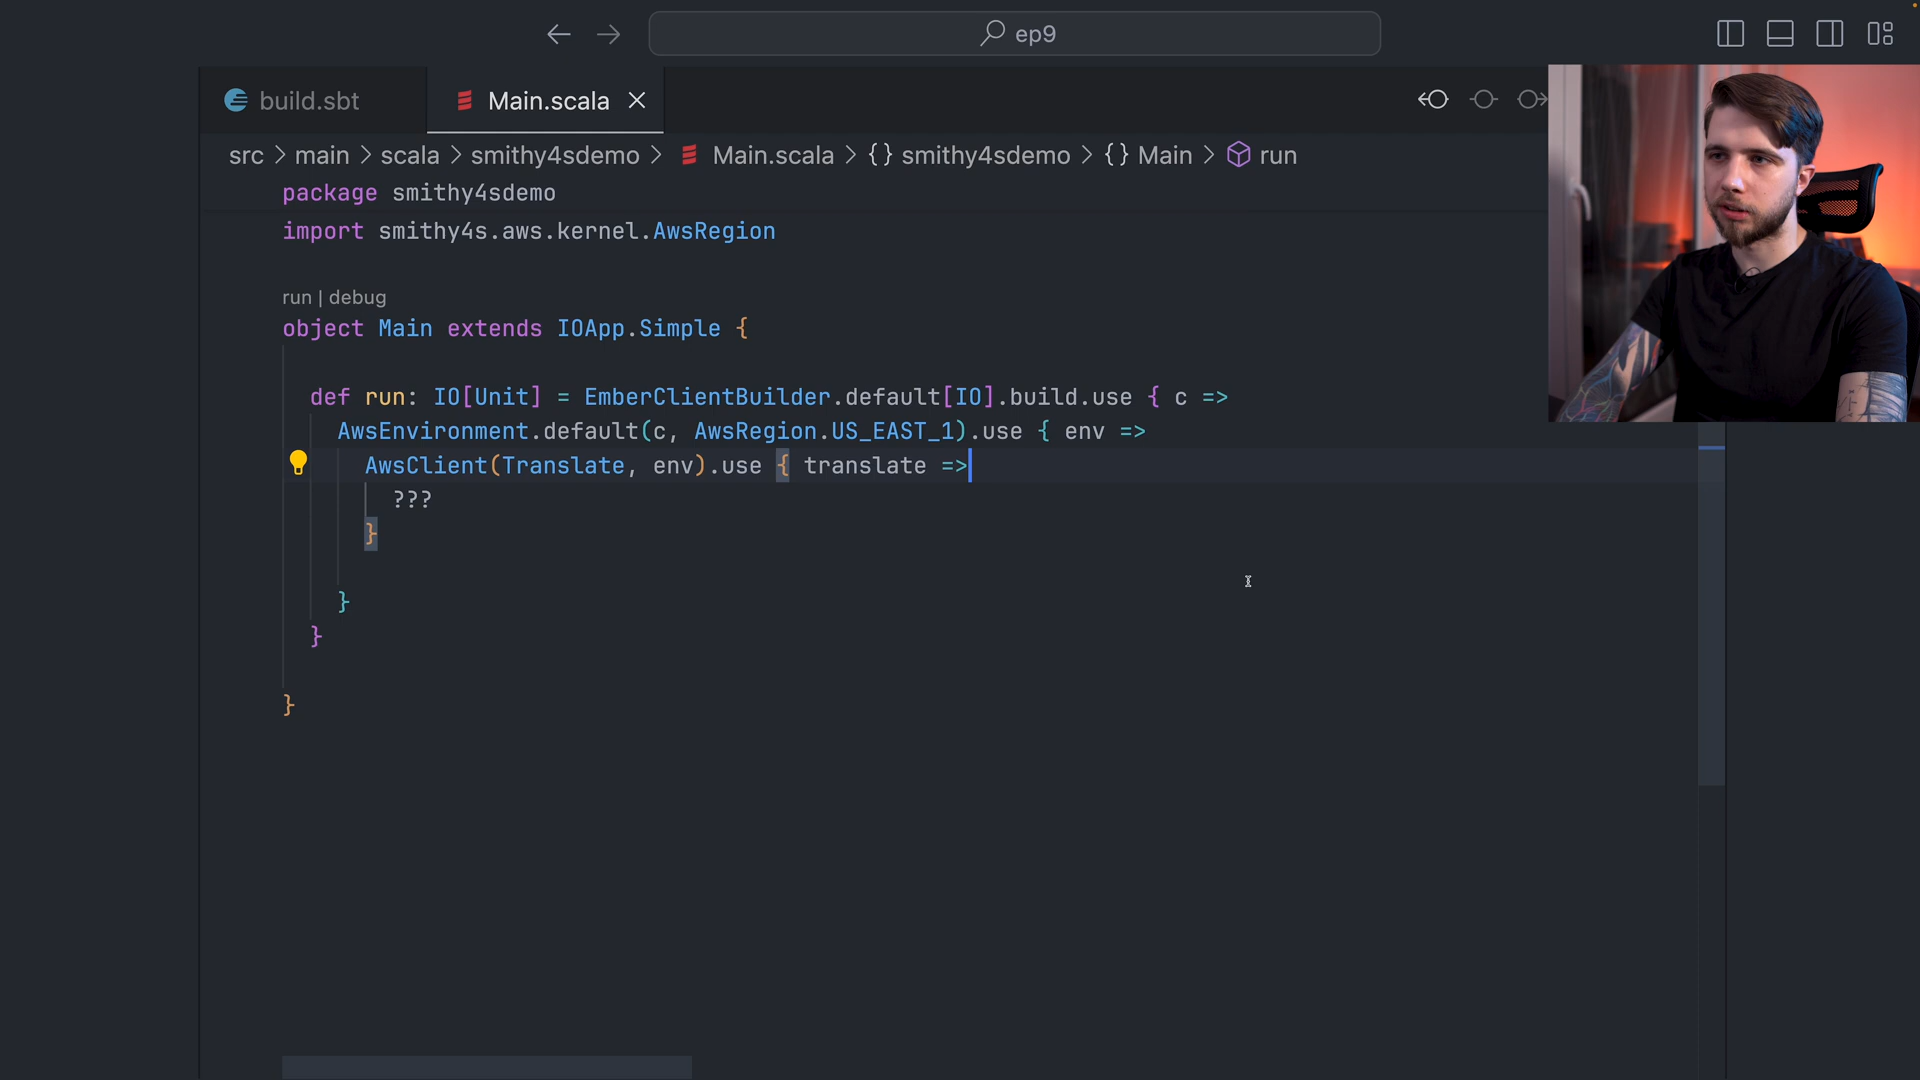 ep9
build.sbt
Main.scala
src > main > scala > smithy4sdemo > Main.scala > {} smithy4sdemo > {} Main > run
package smithy4sdemo
import smithy4s.aws.kernel.AwsRegion
run | debug
object Main extends IOApp.Simple {
def run: IO[Unit] = EmberClientBuilder.default[IO].build.use { c =>
AwsEnvironment.default(c, AwsRegion.US_EAST_1).use { env =>
AwsClient(Translate, env).use { translate =>
???
}
}
}
}